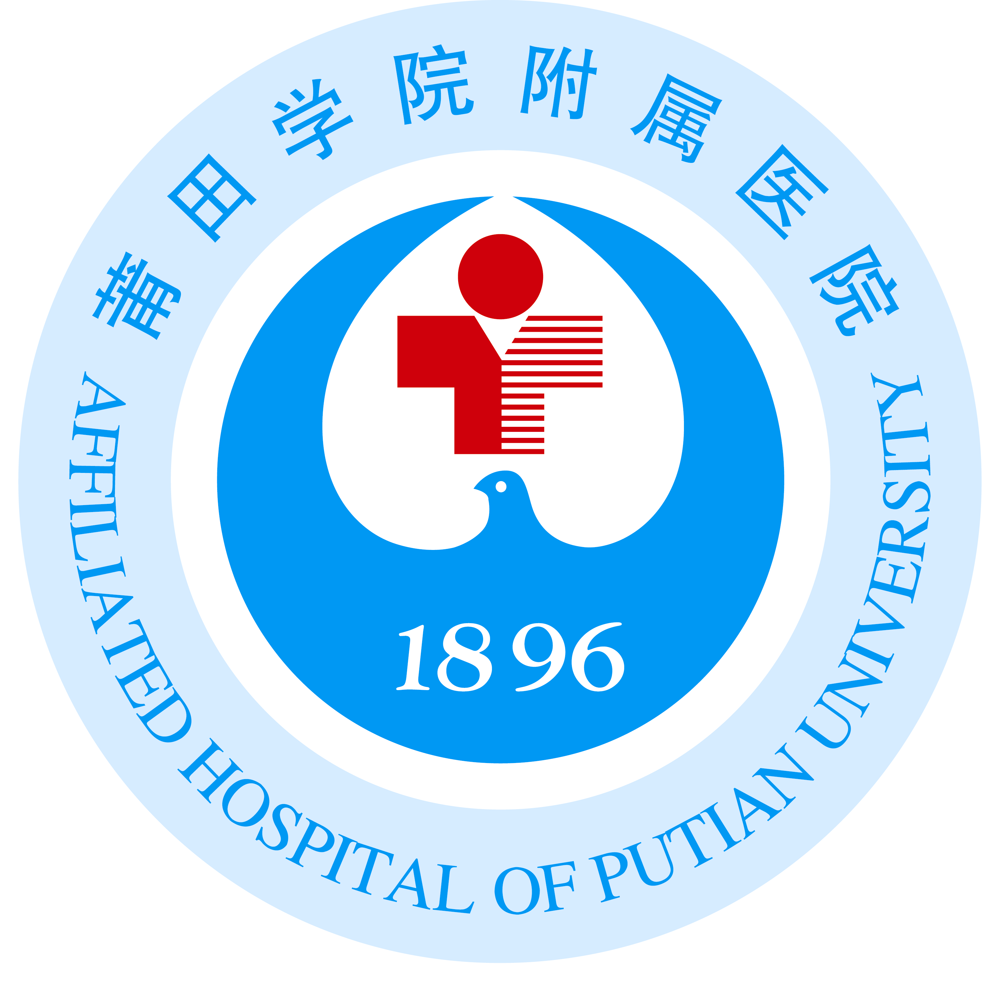 莆田学院附属医院
1896
AFFILIATED HOSPITAL OF PUTIAN UNIVERSITY